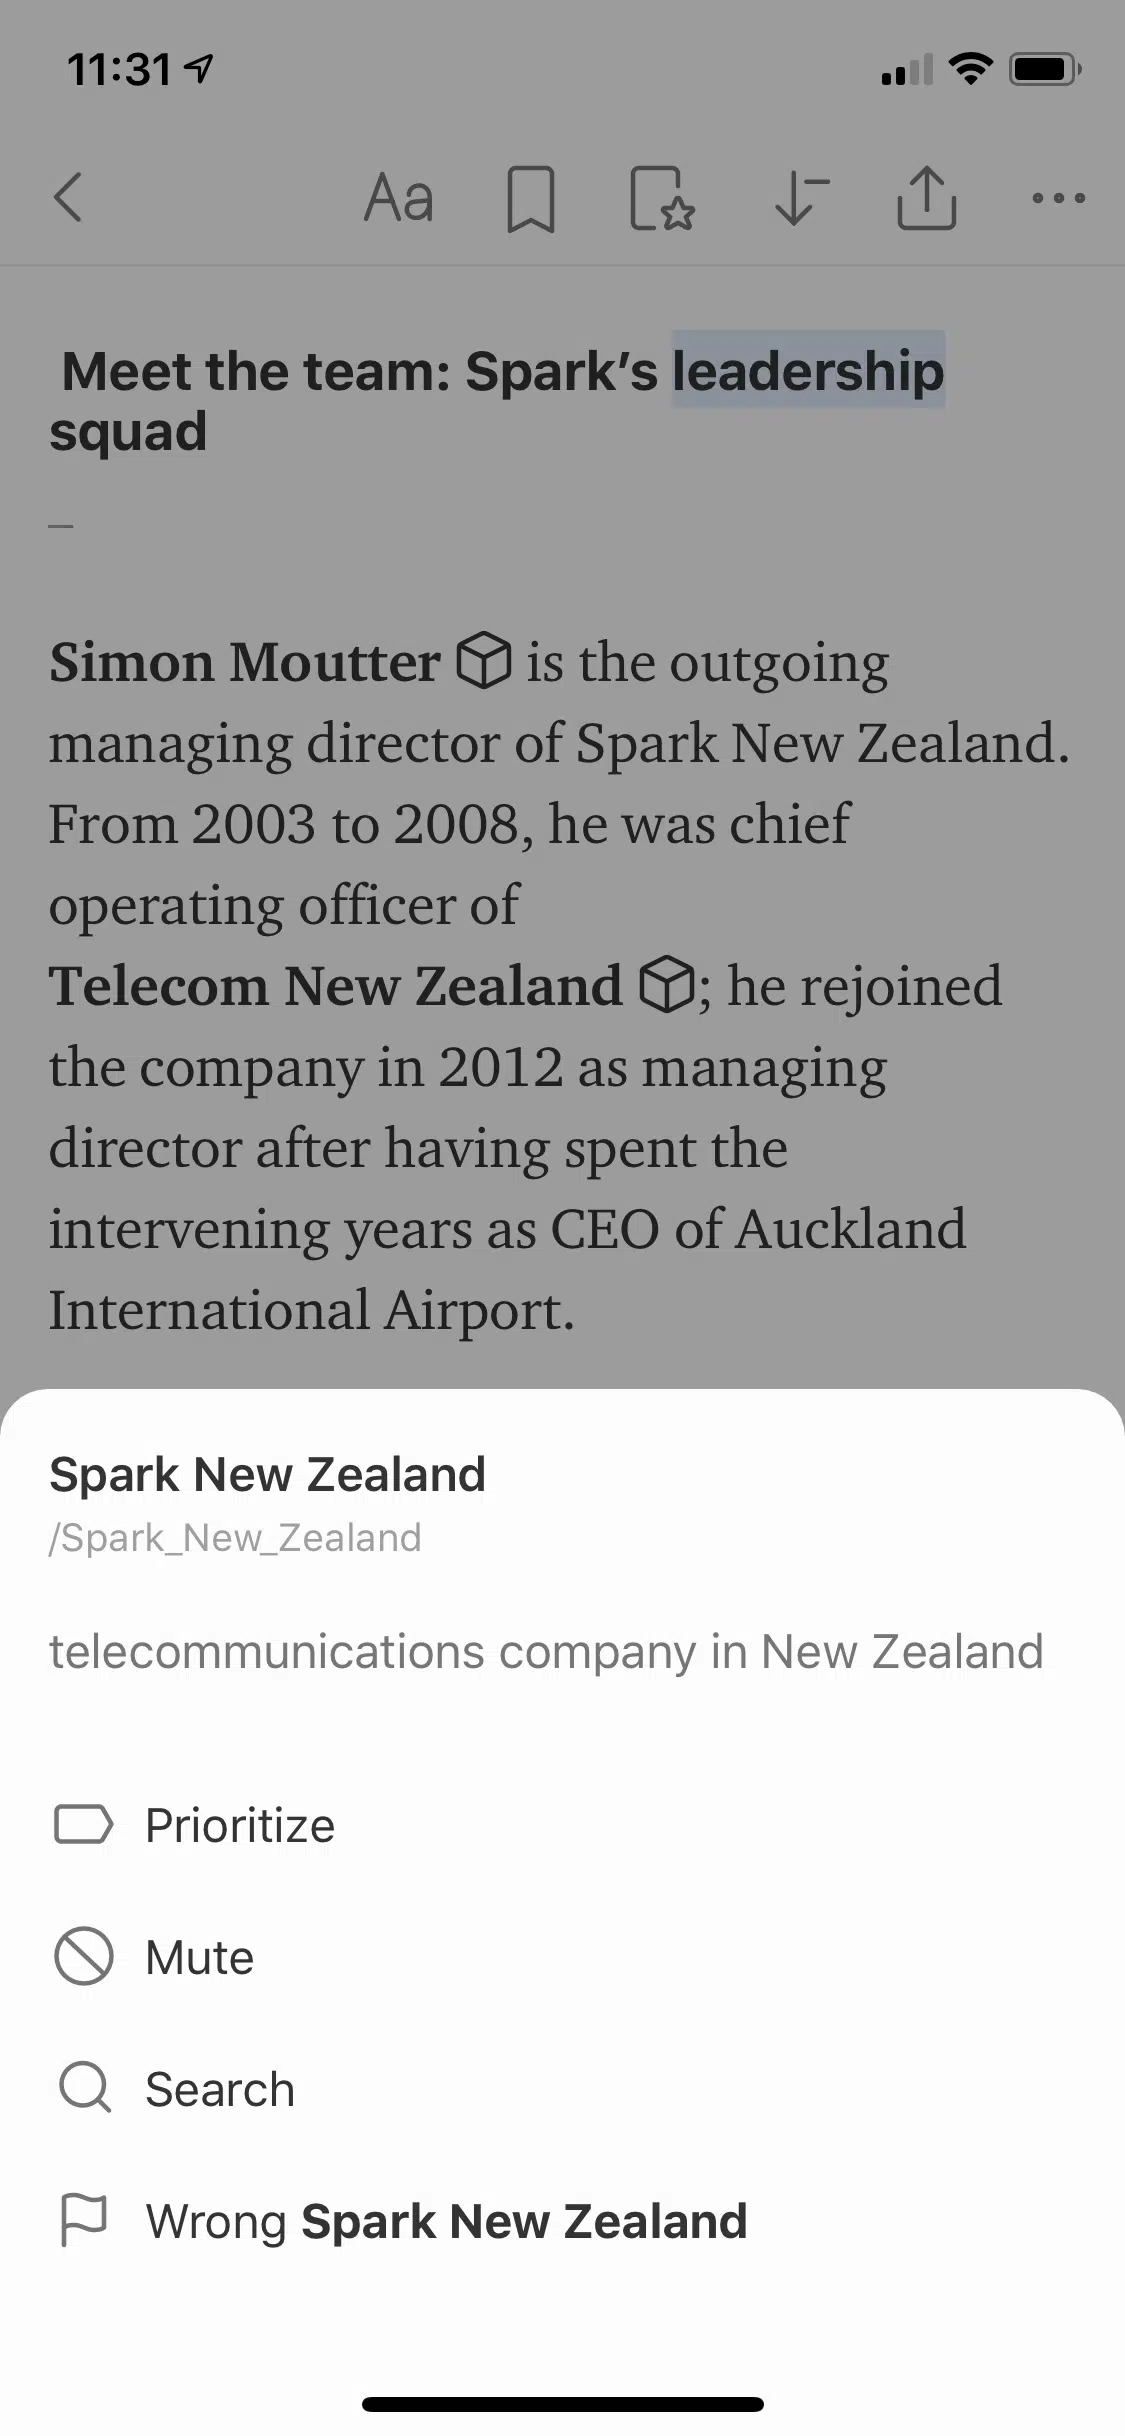 11:31
Aa
Meet the team: Spark’s leadership
squad
—
Simon Moutter is the outgoing
managing director of Spark New Zealand.
From 2003 to 2008, he was chief
operating officer of
Telecom New Zealand ; he rejoined
the company in 2012 as managing
director after having spent the
intervening years as CEO of Auckland
International Airport.
Spark New Zealand
/Spark_New_Zealand
telecommunications company in New Zealand
Prioritize
Mute
Search
Wrong Spark New Zealand